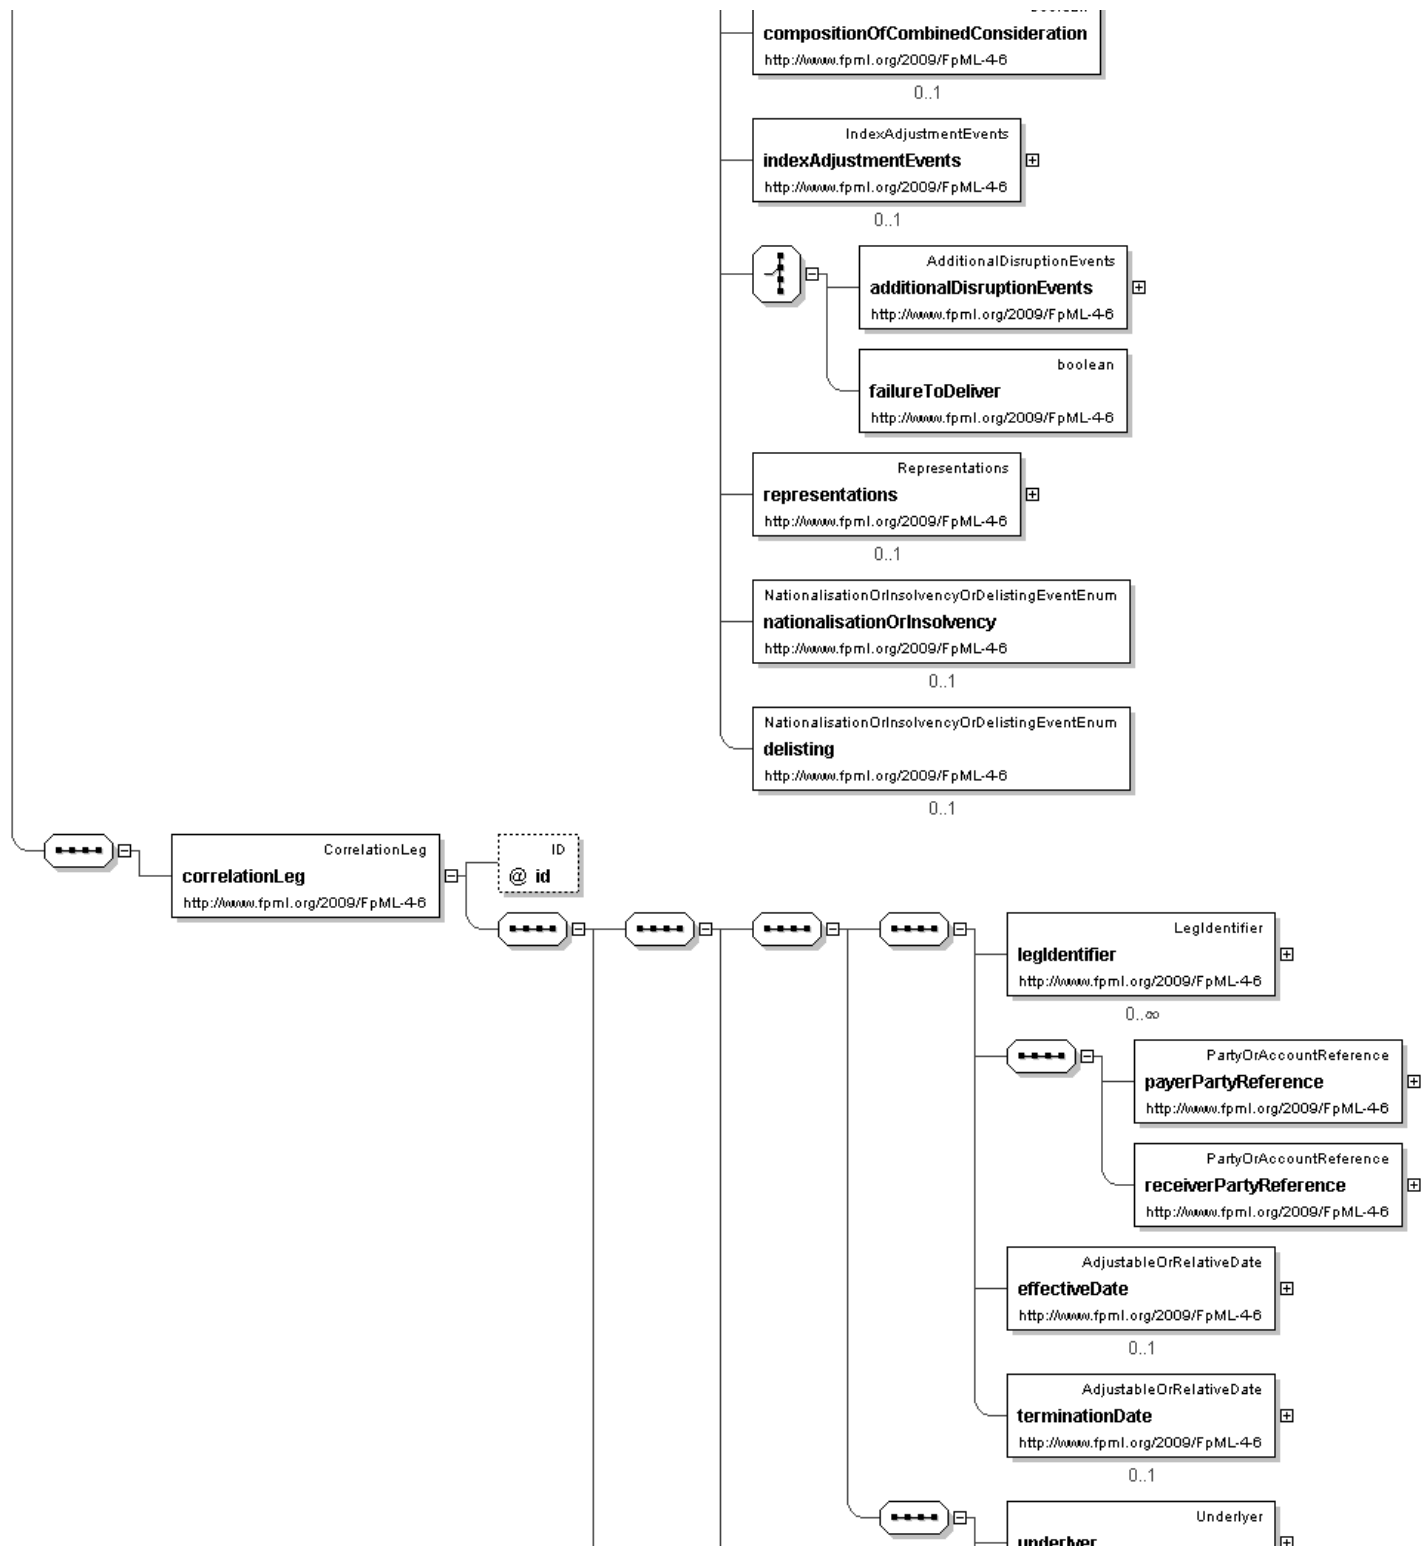 compositionOfCombinedConsideration
http://www.fpml.org/2009/FpML-4-6
0..1
IndexAdjustmentEvents
indexAdjustmentEvents
http://www.fpml.org/2009/FpML-4-6
0..1
AdditionalDisruptionEvents
additionalDisruptionEvents
http://www.fpml.org/2009/FpML-4-6
boolean
failureToDeliver
http://www.fpml.org/2009/FpML-4-6
Representations
representations
http://www.fpml.org/2009/FpML-4-6
0..1
NationalisationOrInsolvencyOrDelistingEventEnum
nationalisationOrInsolvency
http://www.fpml.org/2009/FpML-4-6
0..1
NationalisationOrInsolvencyOrDelistingEventEnum
delisting
http://www.fpml.org/2009/FpML-4-6
0..1
CorrelationLeg
correlationLeg
http://www.fpml.org/2009/FpML-4-6
ID
@ id
LegIdentifier
legIdentifier
http://www.fpml.org/2009/FpML-4-6
0..∞
PartyOrAccountReference
payerPartyReference
http://www.fpml.org/2009/FpML-4-6
PartyOrAccountReference
receiverPartyReference
http://www.fpml.org/2009/FpML-4-6
AdjustableOrRelativeDate
effectiveDate
http://www.fpml.org/2009/FpML-4-6
0..1
AdjustableOrRelativeDate
terminationDate
http://www.fpml.org/2009/FpML-4-6
0..1
Underlyer
underlyer